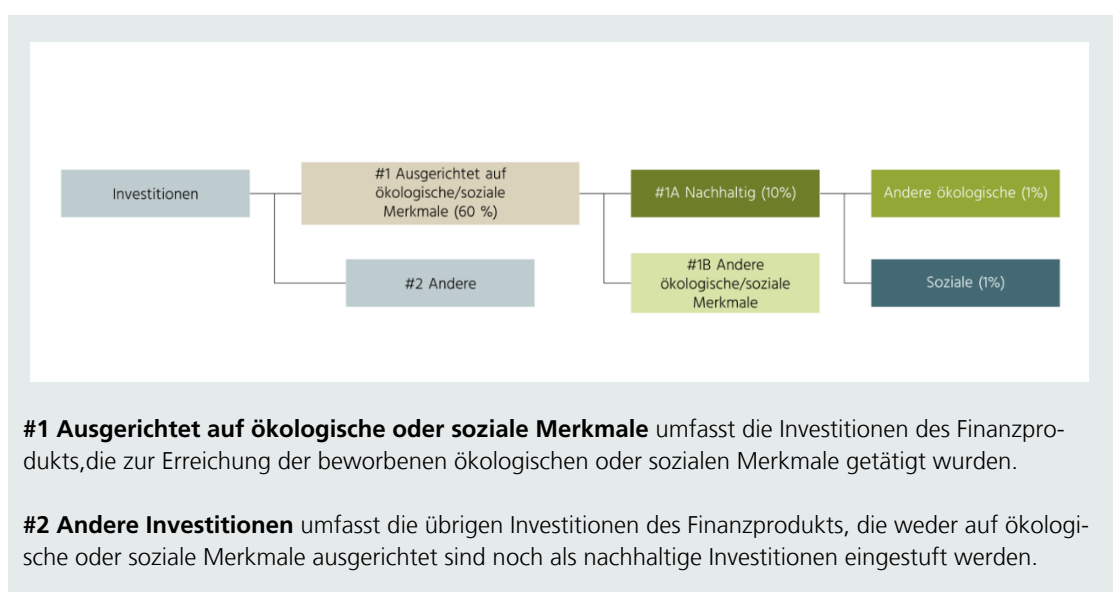 Investitionen
#1 Ausgerichtet auf
ökologische/soziale
Merkmale (60 %)
#1A Nachhaltig (10%)
Andere ökologische (1%)
#2 Andere
#1B Andere
ökologische/soziale
Merkmale
Soziale (1%)
#1 Ausgerichtet auf ökologische oder soziale Merkmale umfasst die Investitionen des Finanzpro-
dukts,die zur Erreichung der beworbenen ökologischen oder sozialen Merkmale getätigt wurden.
#2 Andere Investitionen umfasst die übrigen Investitionen des Finanzprodukts, die weder auf ökologi-
sche oder soziale Merkmale ausgerichtet sind noch als nachhaltige Investitionen eingestuft werden.